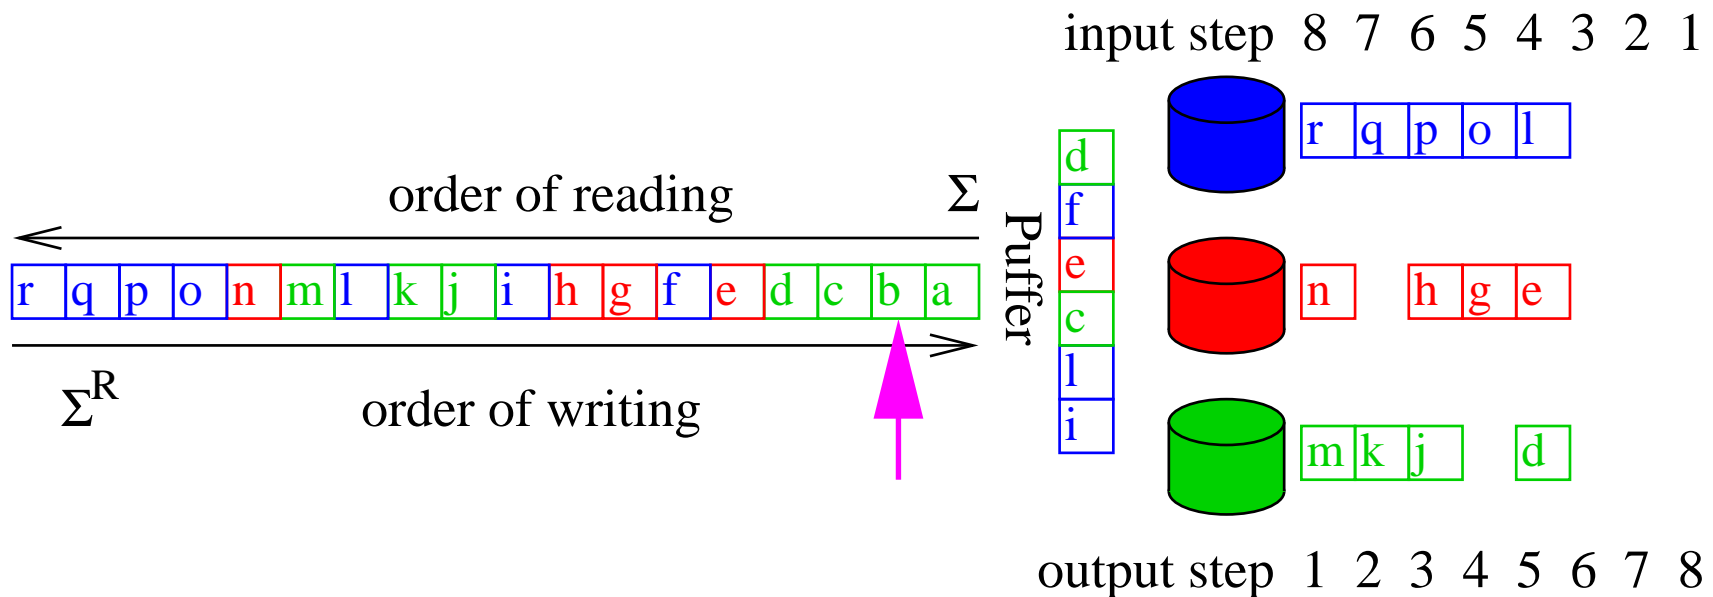 input step 8 7 6 5 4 3 2 1
order of reading Σ
r q p o n m l k j i h g f e d c b a
Σ^R order of writing
Puffer
d
f
e
c
l
i
r q p o l
n h g e
m k j d
output step 1 2 3 4 5 6 7 8